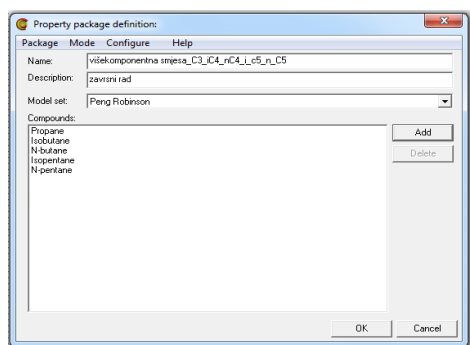 Property package definition:
Package Mode Configure Help
Name: višekomponentna smjesa_C3_iC4_nC4_i_c5_n_C5
Description: zavrsni rad
Model set: Peng Robinson
Compounds:
Propane
Isobutane
N-butane
Isopentane
N-pentane
Add
Delete
OK Cancel